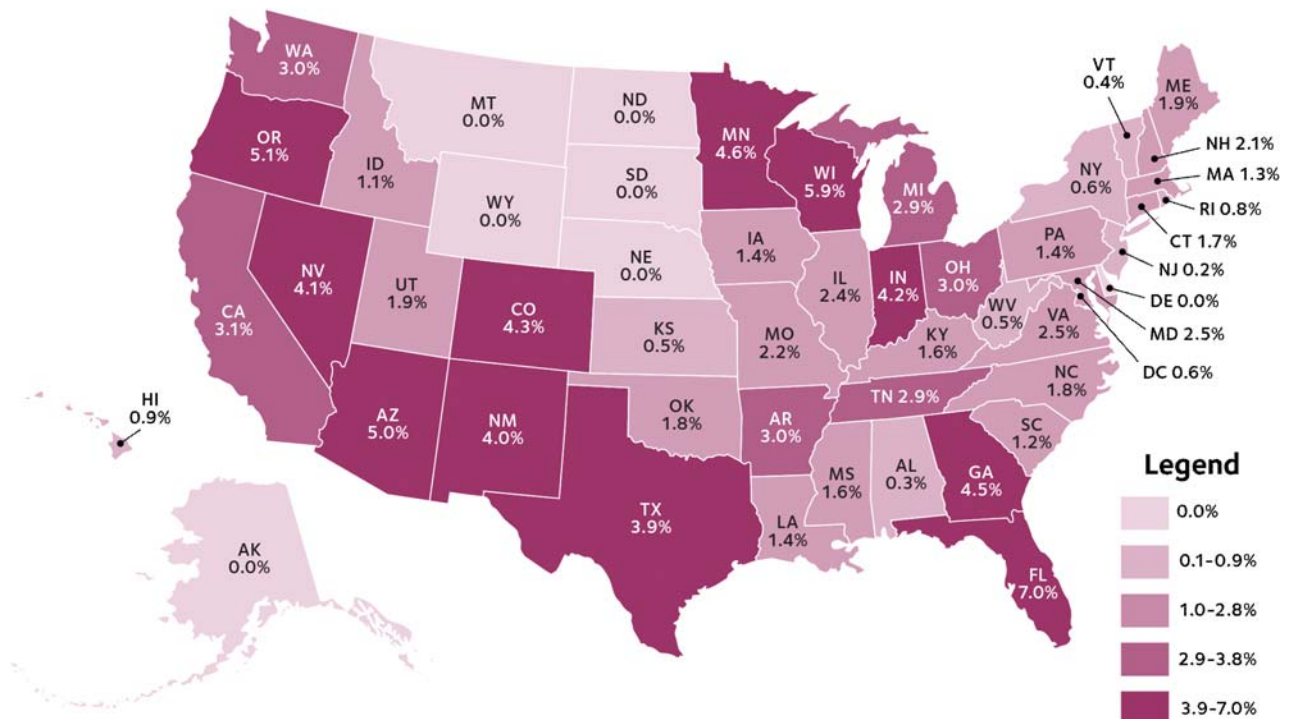 WA
3.0%
MT
0.0%
ND
0.0%
MN
4.6%
VT
0.4%
ME
1.9%
OR
5.1%
ID
1.1%
SD
0.0%
WI
5.9%
MI
2.9%
NY
0.6%
NH 2.1%
MA 1.3%
RI 0.8%
CT 1.7%
NJ 0.2%
DE 0.0%
MD 2.5%
DC 0.6%
WY
0.0%
IA
1.4%
PA
1.4%
NE
0.0%
NV
4.1%
UT
1.9%
CO
4.3%
IL
2.4%
IN
4.2%
OH
3.0%
WV
0.5%
VA
2.5%
CA
3.1%
KS
0.5%
MO
2.2%
KY
1.6%
NC
1.8%
TN 2.9%
HI
0.9%
AZ
5.0%
NM
4.0%
OK
1.8%
AR
3.0%
SC
1.2%
MS
1.6%
AL
0.3%
GA
4.5%
TX
3.9%
LA
1.4%
AK
0.0%
FL
7.0%
Legend
0.0%
0.1-0.9%
1.0-2.8%
2.9-3.8%
3.9-7.0%